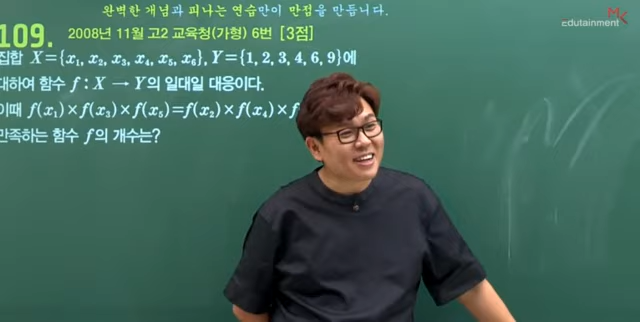 완벽한 개념과 피나는 연습만이 만점을 만듭니다.
MK
Edutainment
109. 2008년 11월 고2 교육청(가형) 6번 [3점]
집합 X={x₁, x₂, x₃, x₄, x₅, x₆}, Y={1, 2, 3, 4, 6, 9}에
대하여 함수 f : X → Y의 일대일 대응이다.
이때 f(x₁)×f(x₃)×f(x₅)=f(x₂)×f(x₄)×f
만족하는 함수 f의 개수는?